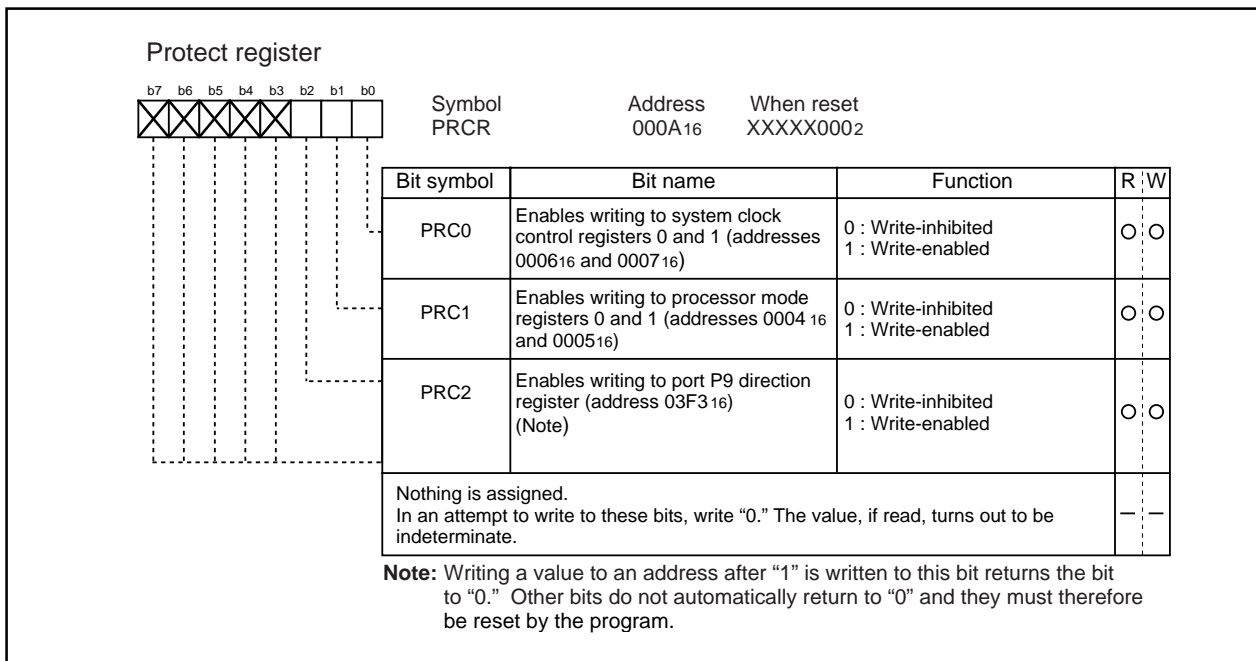 Protect register
b7 b6 b5 b4 b3 b2 b1 b0
Symbol Address When reset
PRCR 000A16 XXXXX0002
Bit symbol Bit name Function R W
PRC0
Enables writing to system clock
control registers 0 and 1 (addresses
000616 and 000716)
0 : Write-inhibited
1 : Write-enabled
PRC1
Enables writing to processor mode
registers 0 and 1 (addresses 0004 16
and 000516)
0 : Write-inhibited
1 : Write-enabled
PRC2
Enables writing to port P9 direction
register (address 03F3 16)
(Note)
0 : Write-inhibited
1 : Write-enabled
Nothing is assigned.
In an attempt to write to these bits, write “0.” The value, if read, turns out to be
indeterminate.
Note: Writing a value to an address after “1” is written to this bit returns the bit
to “0.” Other bits do not automatically return to “0” and they must therefore
be reset by the program.